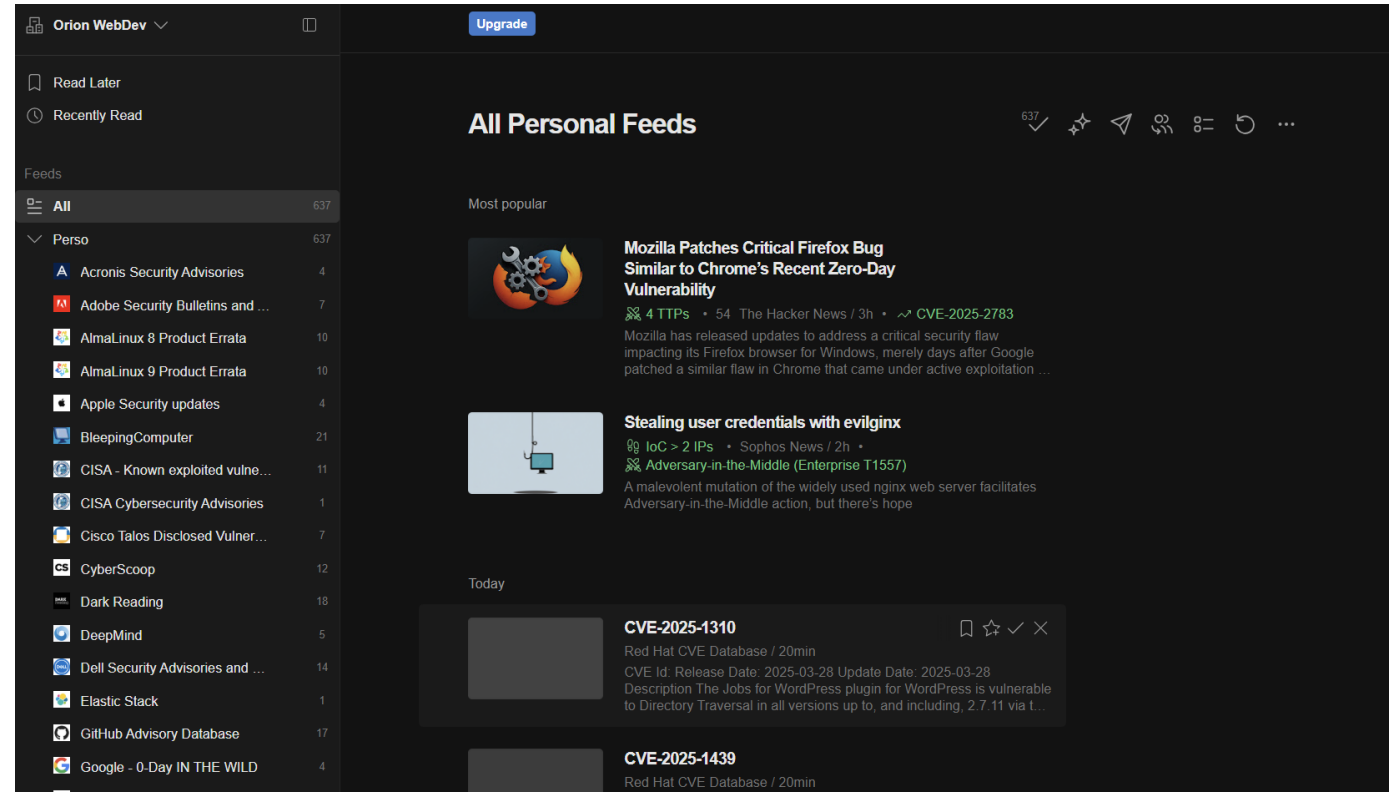 Orion WebDev
Upgrade
Read Later
Recently Read
Feeds
All 637
Perso 637
A Acronis Security Advisories 4
Adobe Security Bulletins and ... 7
AlmaLinux 8 Product Errata 10
AlmaLinux 9 Product Errata 10
Apple Security updates 4
BleepingComputer 21
CISA - Known exploited vulne... 11
CISA Cybersecurity Advisories 1
Cisco Talos Disclosed Vulner... 7
CS CyberScoop 12
Dark Reading 18
DeepMind 5
Dell Security Advisories and ... 14
Elastic Stack 1
GitHub Advisory Database 17
G Google - 0-Day IN THE WILD 4
All Personal Feeds
637
Most popular
Mozilla Patches Critical Firefox Bug
Similar to Chrome’s Recent Zero-Day
Vulnerability
4 TTPs • 54 The Hacker News / 3h • CVE-2025-2783
Mozilla has released updates to address a critical security flaw
impacting its Firefox browser for Windows, merely days after Google
patched a similar flaw in Chrome that came under active exploitation ...
Stealing user credentials with evilginx
IoC > 2 IPs • Sophos News / 2h •
Adversary-in-the-Middle (Enterprise T1557)
A malevolent mutation of the widely used nginx web server facilitates
Adversary-in-the-Middle action, but there’s hope
Today
CVE-2025-1310
Red Hat CVE Database / 20min
CVE Id: Release Date: 2025-03-28 Update Date: 2025-03-28
Description The Jobs for WordPress plugin for WordPress is vulnerable
to Directory Traversal in all versions up to, and including, 2.7.11 via t...
CVE-2025-1439
Red Hat CVE Database / 20min